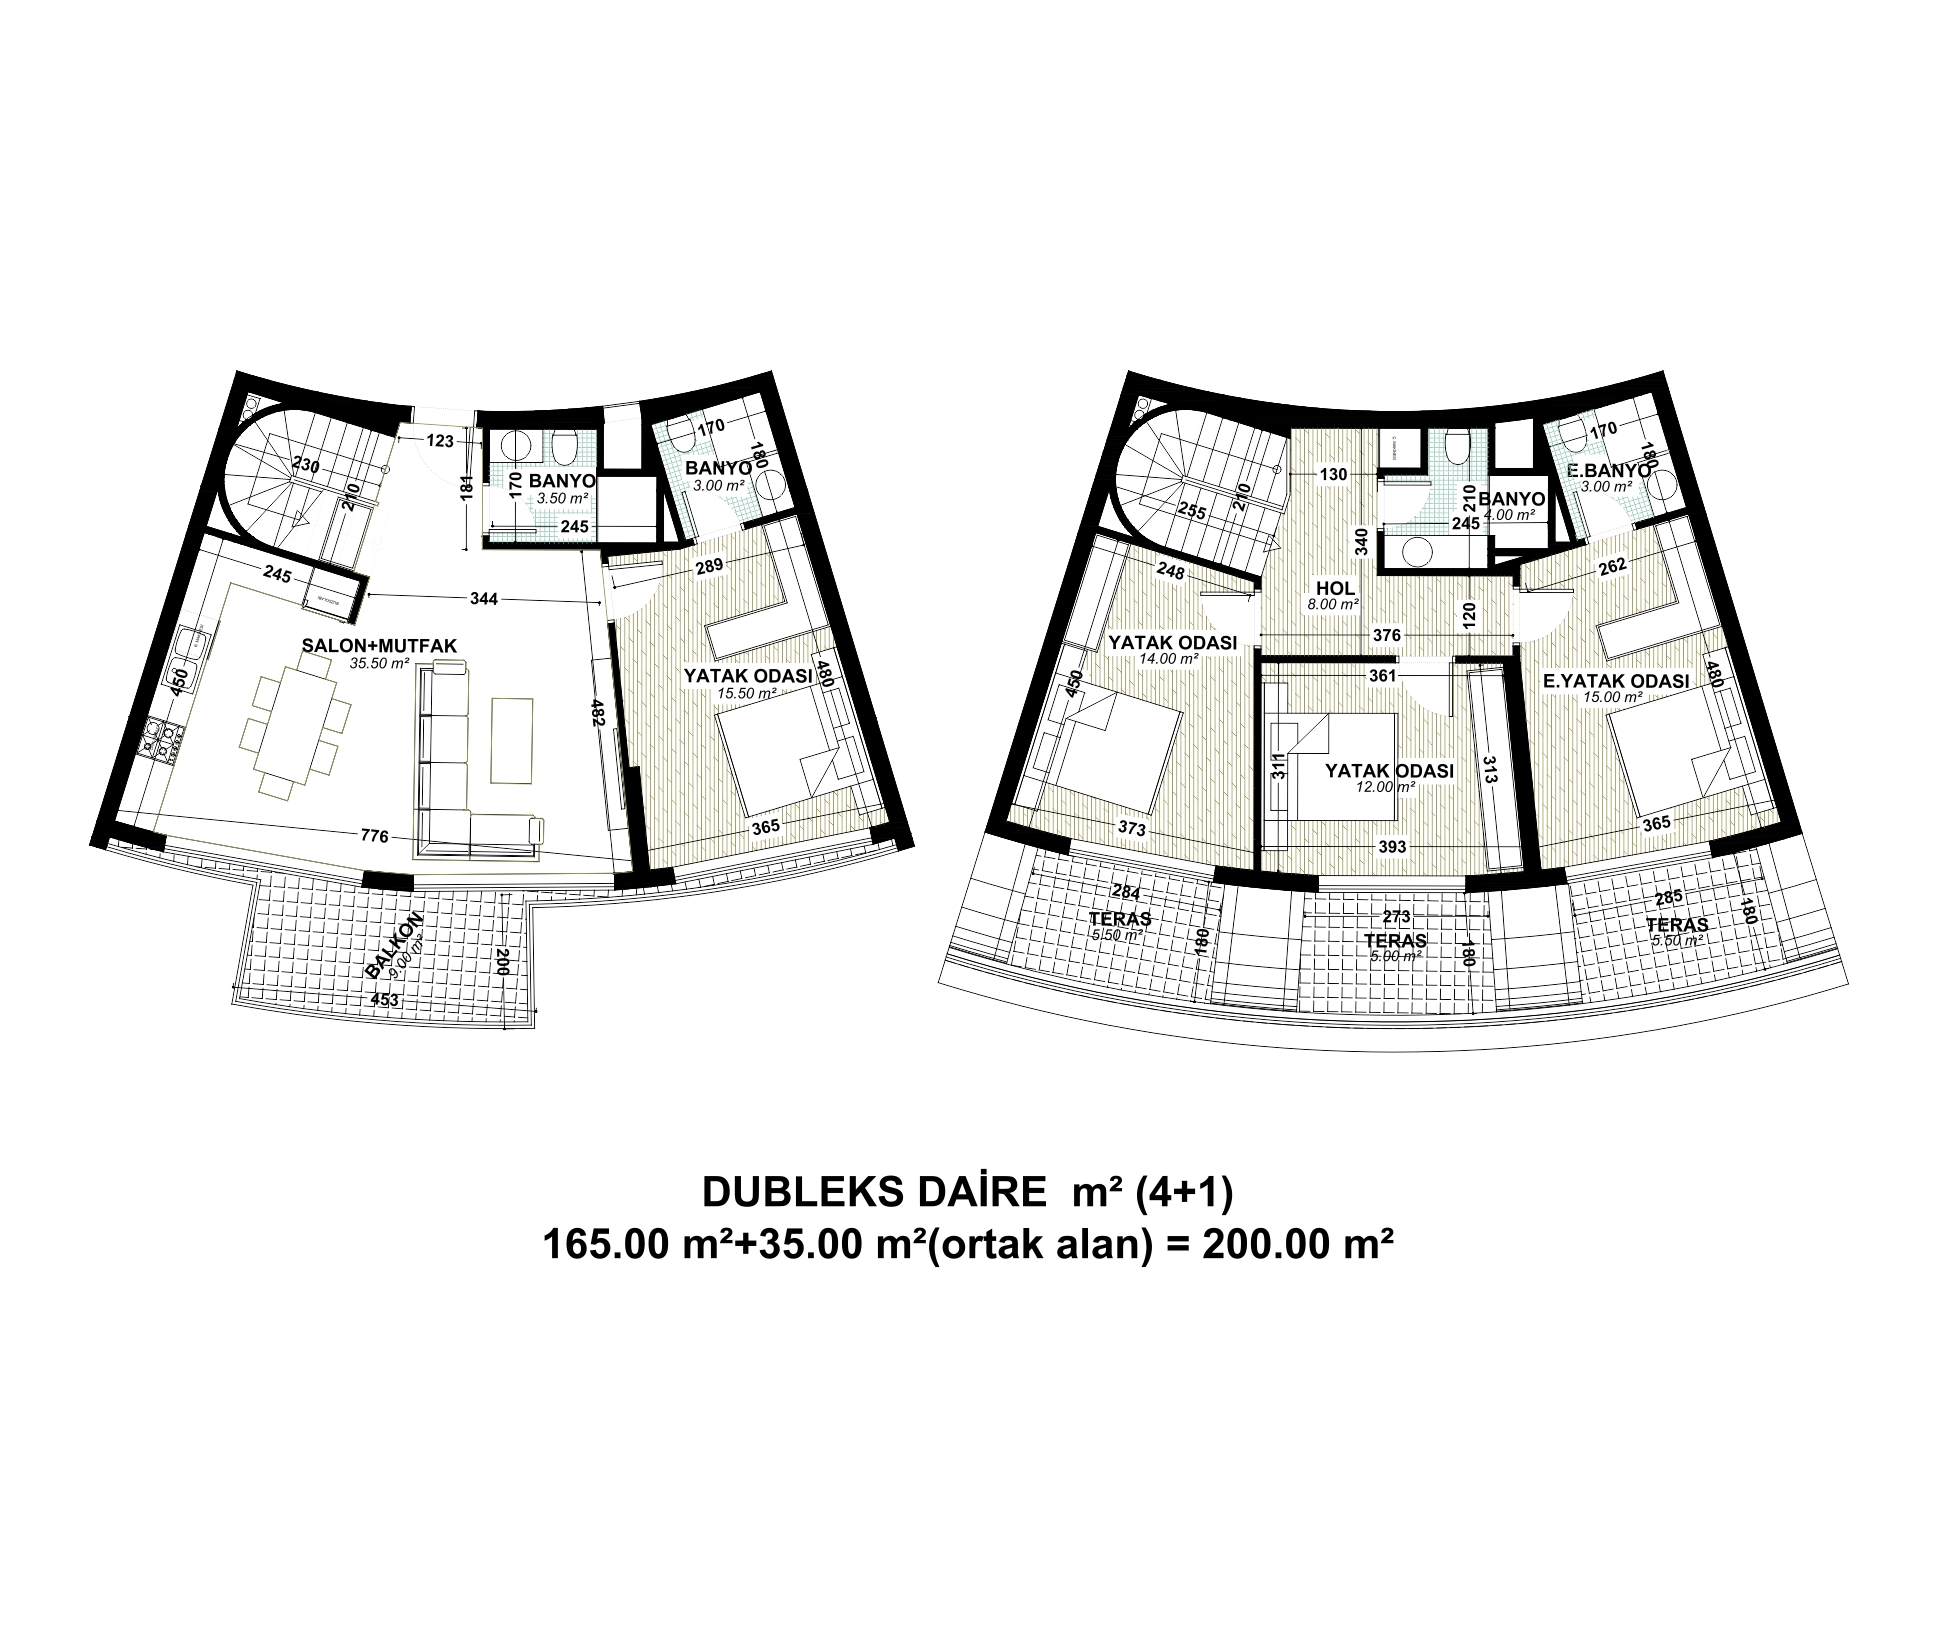 123
230
210
181
170
BANYO
3.50 m²
245
170
180
BANYO
3.00 m²
289
245
344
SALON+MUTFAK
35.50 m²
450
482
YATAK ODASI
15.50 m²
480
776
365
BALKON
9.00 m²
200
453
130
255
210
340
210
BANYO
4.00 m²
245
170
180
E.BANYO
3.00 m²
248
262
HOL
8.00 m²
120
376
YATAK ODASI
14.00 m²
450
361
E.YATAK ODASI
15.00 m²
480
311
YATAK ODASI
12.00 m²
313
373
393
365
284
TERAS
5.50 m²
180
273
TERAS
5.00 m²
180
285
TERAS
5.50 m²
180
DUBLEKS DAİRE m² (4+1)
165.00 m²+35.00 m²(ortak alan) = 200.00 m²